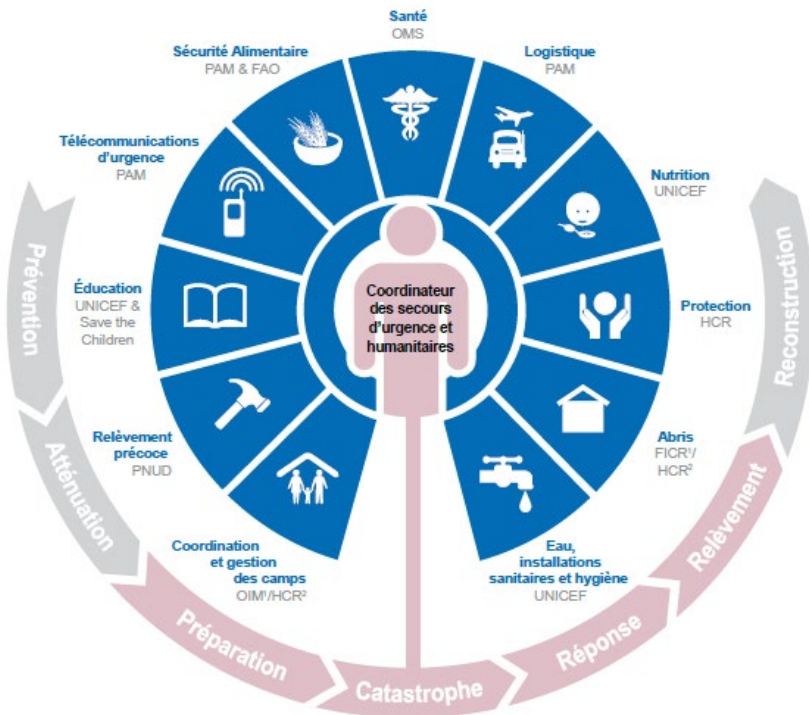 Santé
OMS
Logistique
PAM
Nutrition
UNICEF
Protection
HCR
Abris
FICR¹/
HCR²
Eau,
installations
sanitaires et hygiène
UNICEF
Coordination
et gestion
des camps
OIM¹/HCR²
Relèvement
précoce
PNUD
Éducation
UNICEF &
Save the
Children
Télécommunications
d'urgence
PAM
Sécurité Alimentaire
PAM & FAO
Coordinateur
des secours
d'urgence et
humanitaires
Prévention
Atténuation
Préparation
Catastrophe
Réponse
Relèvement
Reconstruction